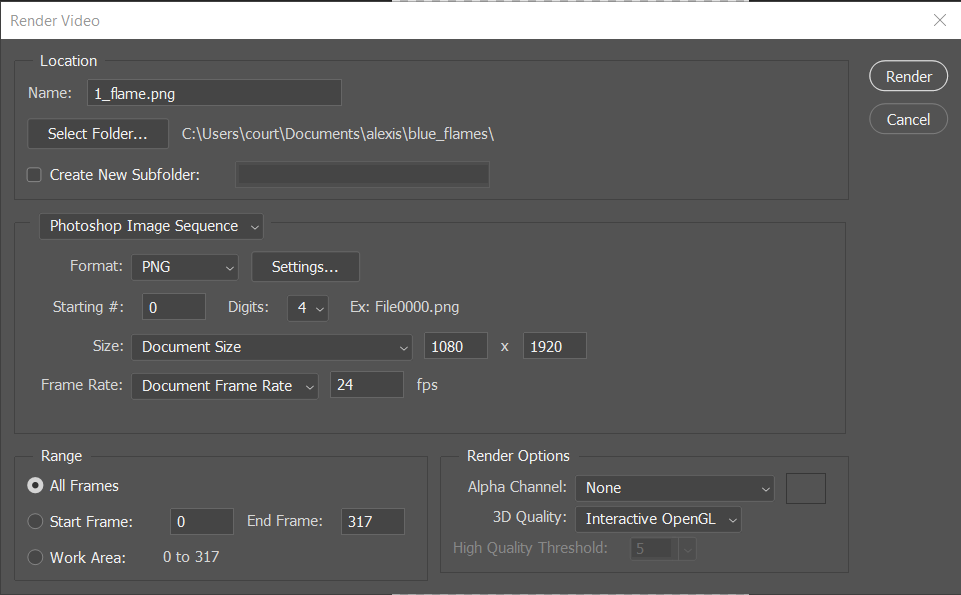 Render Video
Location
Name: 1_flame.png
Render
Select Folder... C:\Users\court\Documents\alexis\blue_flames\
Cancel
Create New Subfolder:
Photoshop Image Sequence
Format: PNG Settings...
Starting #: 0 Digits: 4 Ex: File0000.png
Size: Document Size 1080 x 1920
Frame Rate: Document Frame Rate 24 fps
Range
All Frames
Start Frame: 0 End Frame: 317
Work Area: 0 to 317
Render Options
Alpha Channel: None
3D Quality: Interactive OpenGL
High Quality Threshold: 5